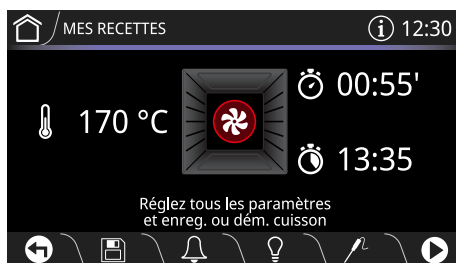 MES RECETTES
12:30
170 °C
00:55'
13:35
Réglez tous les paramètres
et enreg. ou dém. cuisson